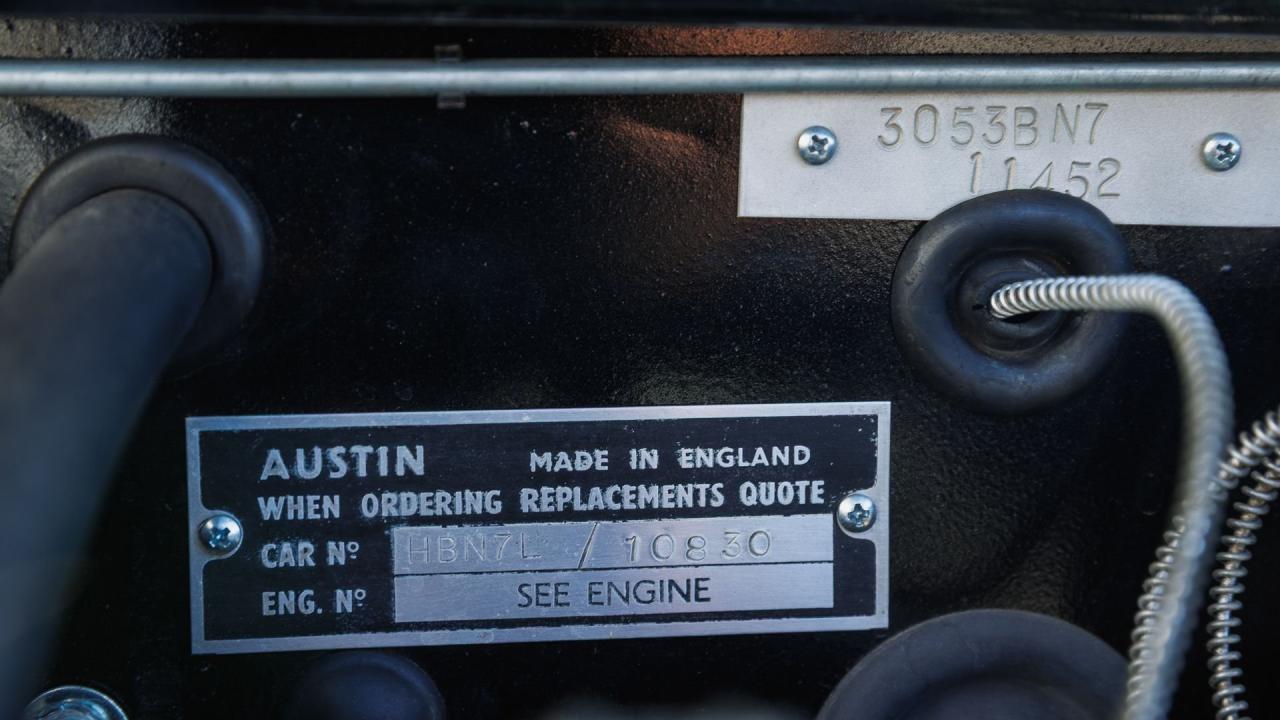 3053BN7
11452
AUSTIN MADE IN ENGLAND
WHEN ORDERING REPLACEMENTS QUOTE
CAR Nº HBN7L / 10830
ENG. Nº SEE ENGINE